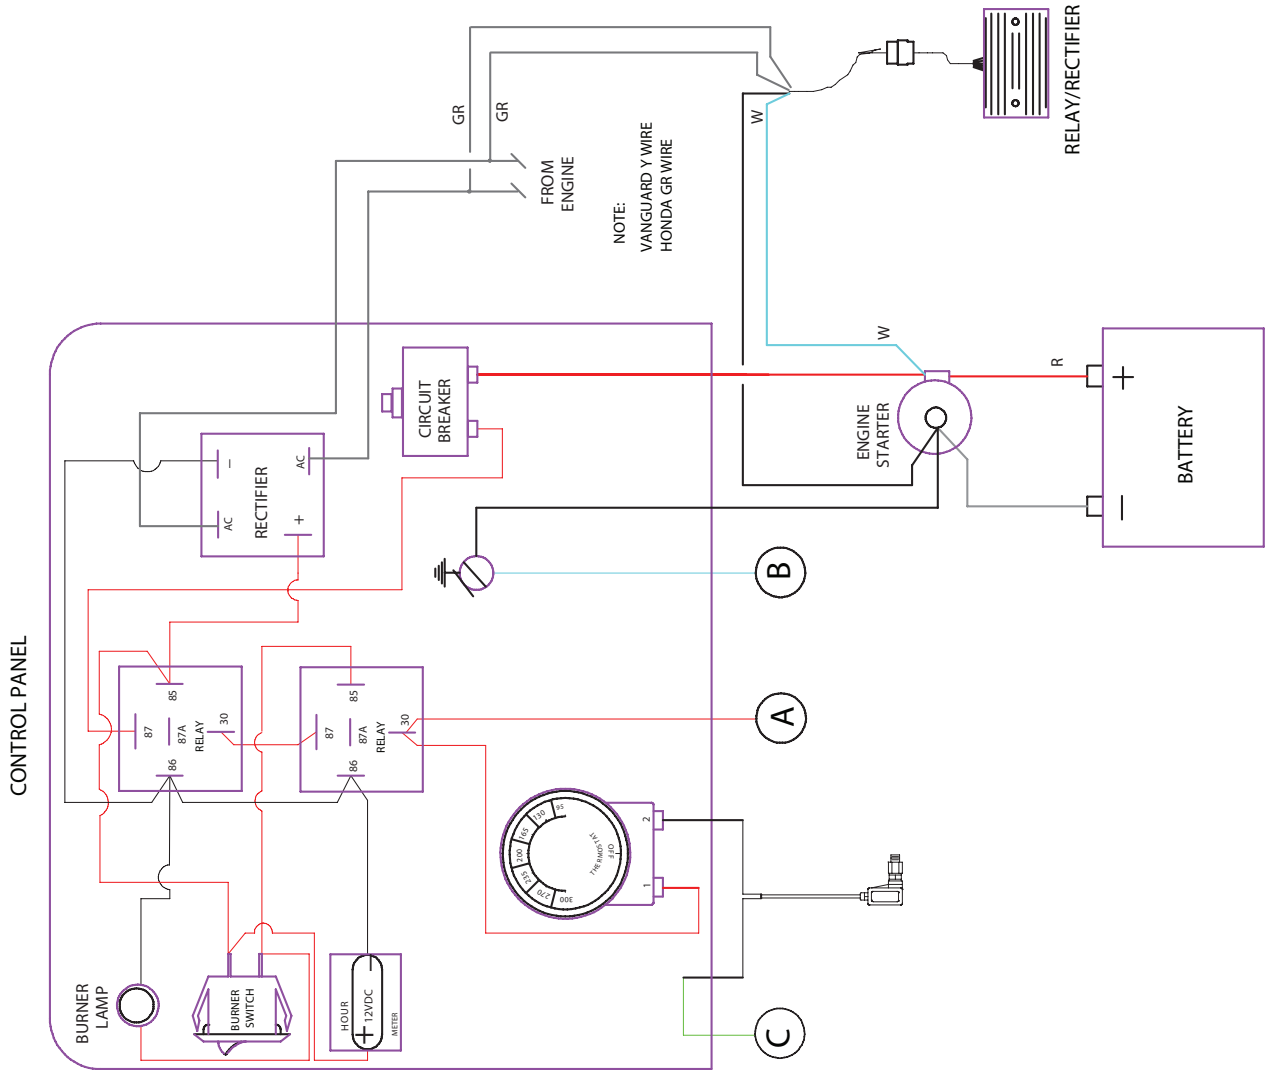 CONTROL PANEL
BURNER
LAMP
BURNER
SWITCH
HOUR
12VDC
+
−
METER
87
85
87A
RELAY
30
86
87
85
87A
RELAY
30
86
AC
−
RECTIFIER
+
AC
CIRCUIT
BREAKER
THERMOSTAT
OFF
95
130
165
200
235
270
300
1
2
A
B
C
GR
GR
FROM
ENGINE
NOTE:
VANGUARD Y WIRE
HONDA GR WIRE
W
W
R
RELAY/RECTIFIER
ENGINE
STARTER
BATTERY
+
−